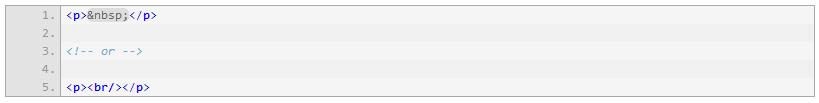 1. <p>&nbsp;</p>
2.
3. <!-- or -->
4.
5. <p><br/></p>